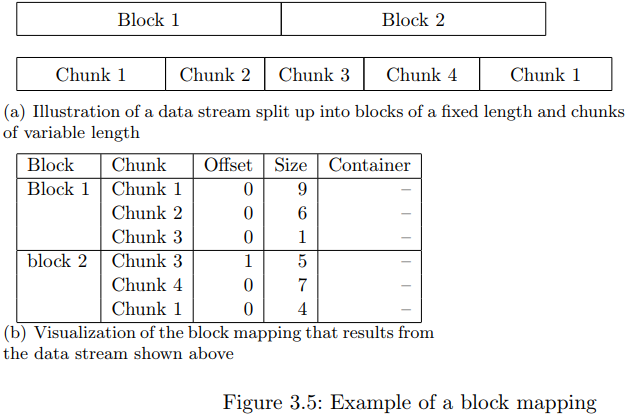 Block 1 Block 2
Chunk 1 Chunk 2 Chunk 3 Chunk 4 Chunk 1
(a) Illustration of a data stream split up into blocks of a fixed length and chunks
of variable length
Block Chunk Offset Size Container
Block 1 Chunk 1 0 9 –
Chunk 2 0 6 –
Chunk 3 0 1 –
block 2 Chunk 3 1 5 –
Chunk 4 0 7 –
Chunk 1 0 4 –
(b) Visualization of the block mapping that results from
the data stream shown above
Figure 3.5: Example of a block mapping